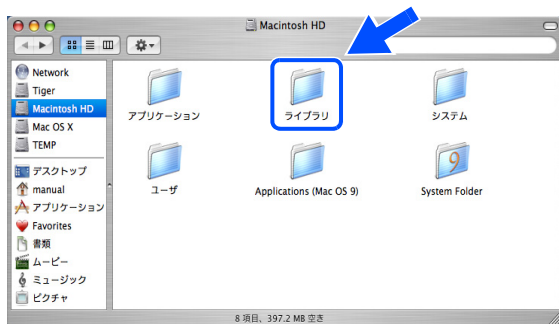 Macintosh HD
Network
Tiger
Macintosh HD
Mac OS X
TEMP
デスクトップ
manual
アプリケーション
Favorites
書類
ムービー
ミュージック
ピクチャ
アプリケーション
ライブラリ
システム
ユーザ
Applications (Mac OS 9)
9
System Folder
8 項目、397.2 MB 空き